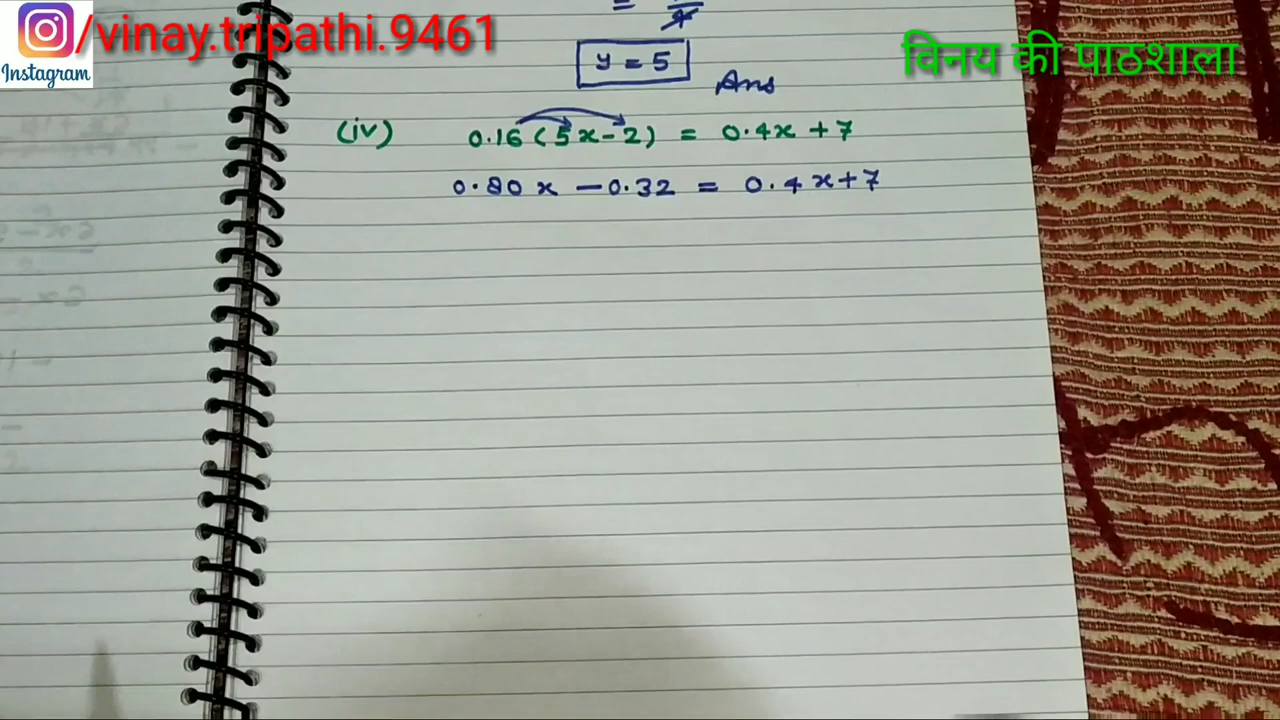 /vinay.tripathi.9461
Instagram
विनय की पाठशाला
=
y = 5
Ans
(iv) 0.16 (5x-2) = 0.4x + 7
0.80x - 0.32 = 0.4x+7